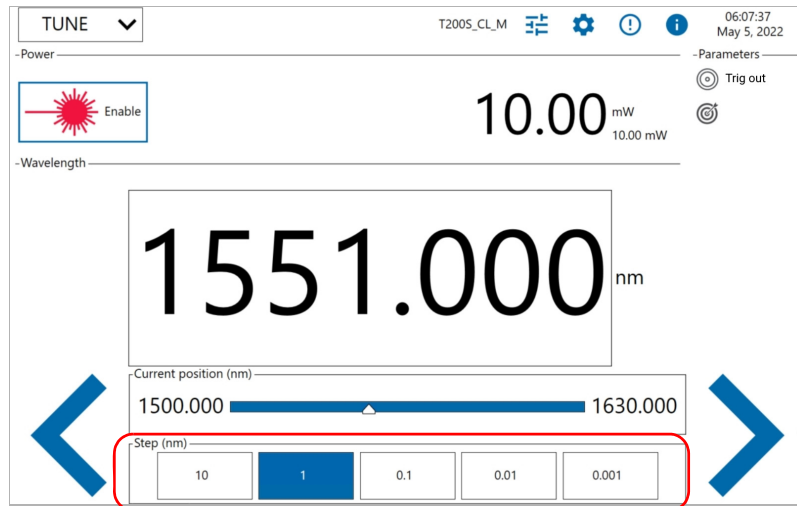 TUNE
T200S_CL_M
06:07:37
May 5, 2022
Power
Parameters
Enable
10.00 mW
10.00 mW
Trig out
Wavelength
1551.000 nm
Current position (nm)
1500.000 1630.000
Step (nm)
10 1 0.1 0.01 0.001